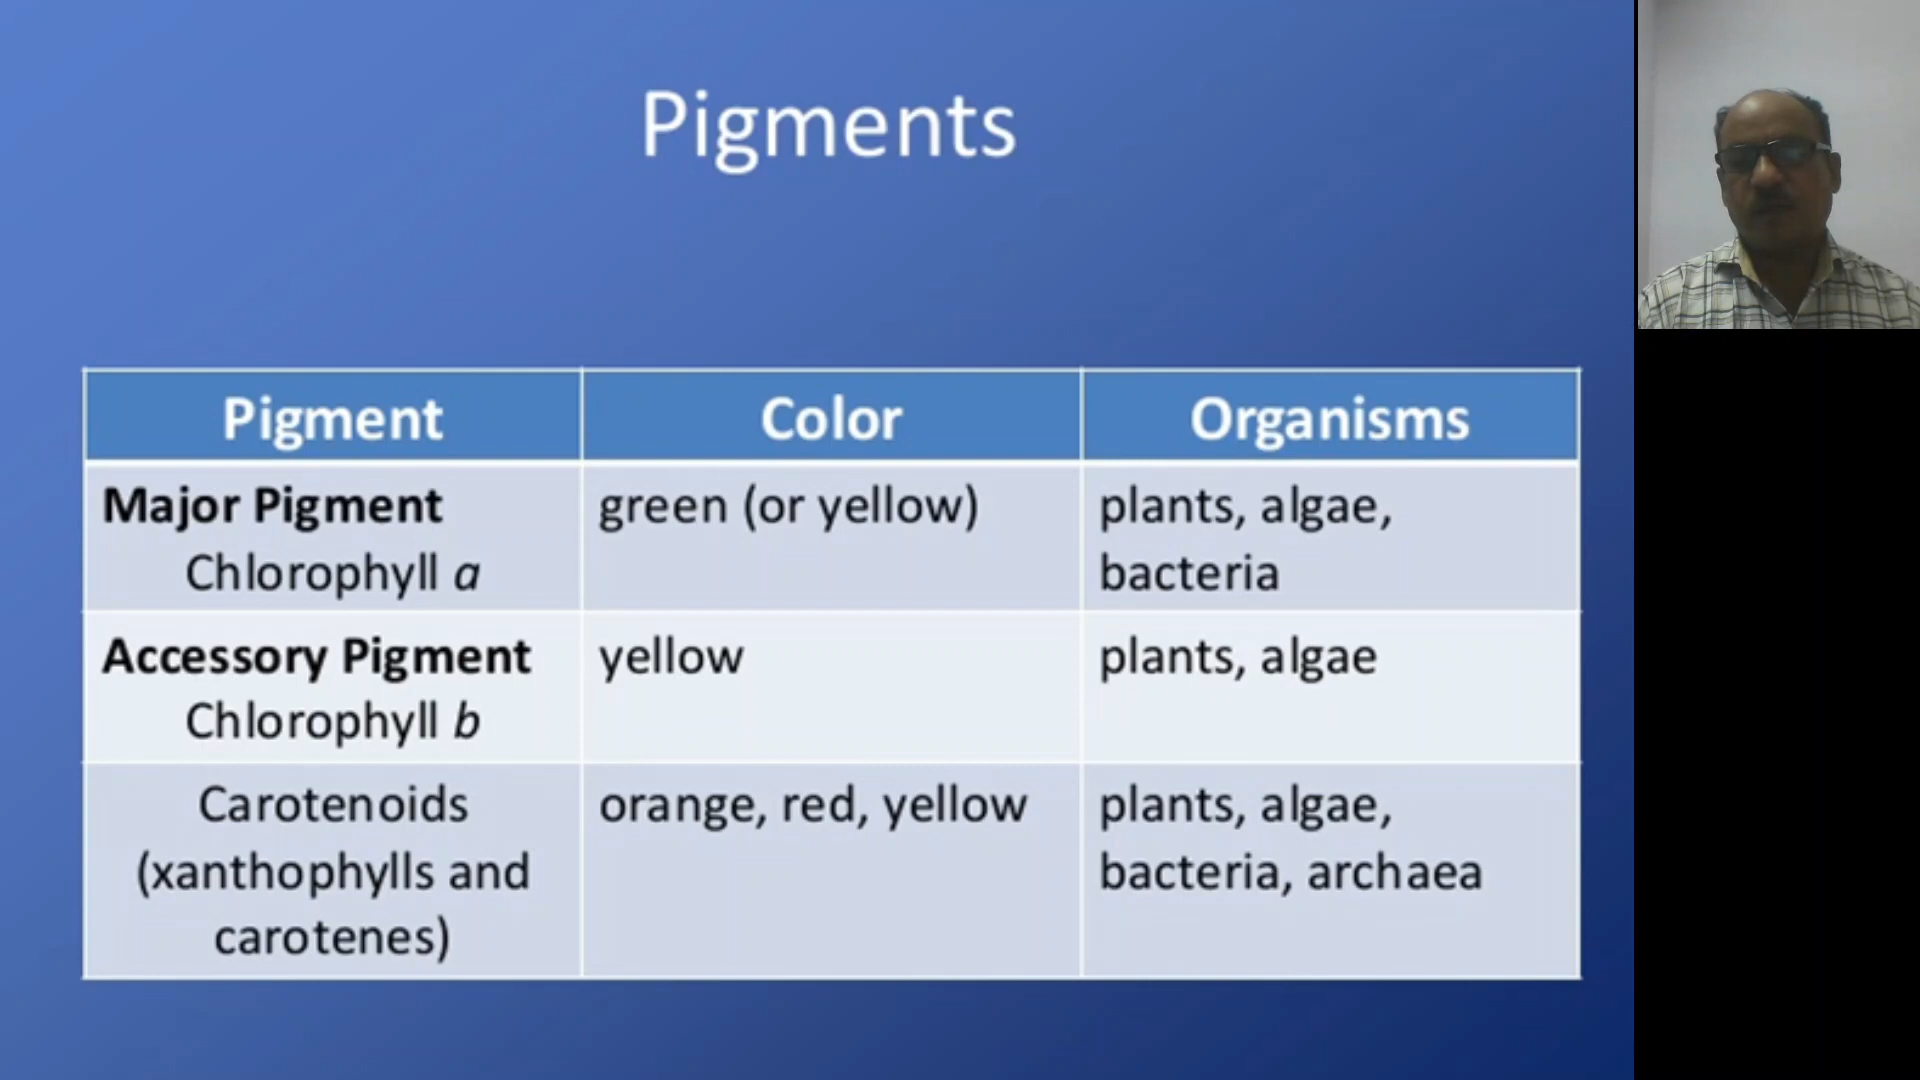 Pigments
Pigment
Color
Organisms
Major Pigment
Chlorophyll a
green (or yellow)
plants, algae,
bacteria
Accessory Pigment
Chlorophyll b
yellow
plants, algae
Carotenoids
(xanthophylls and
carotenes)
orange, red, yellow
plants, algae,
bacteria, archaea